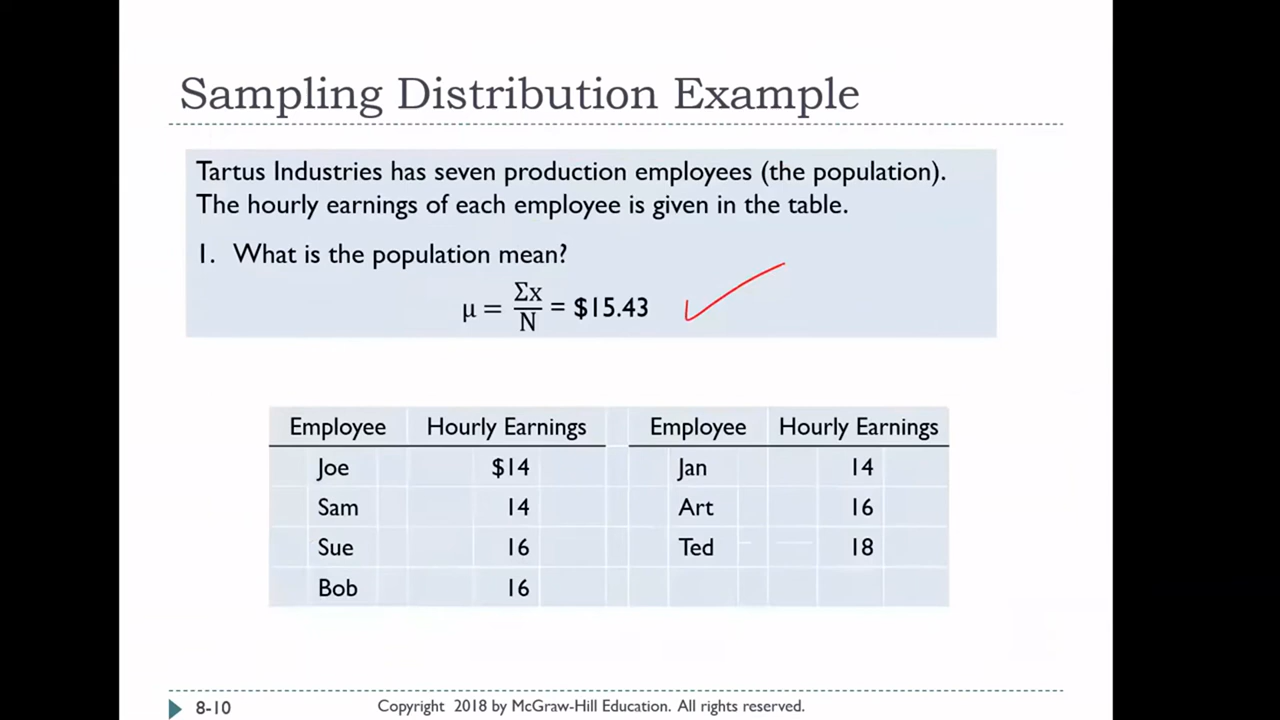 Sampling Distribution Example
Tartus Industries has seven production employees (the population).
The hourly earnings of each employee is given in the table.
1. What is the population mean?
μ = Σx/N = $15.43
Employee Hourly Earnings Employee Hourly Earnings
Joe $14 Jan 14
Sam 14 Art 16
Sue 16 Ted 18
Bob 16
8-10 Copyright 2018 by McGraw-Hill Education. All rights reserved.